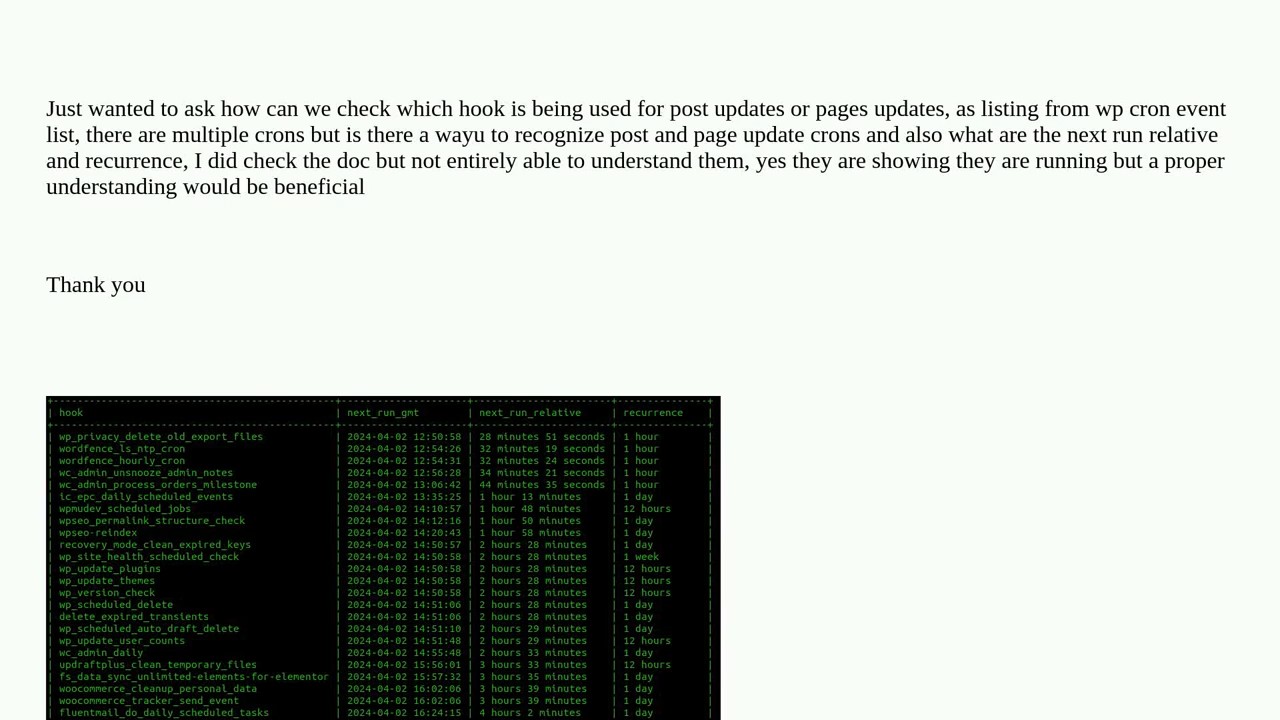 Just wanted to ask how can we check which hook is being used for post updates or pages updates, as listing from wp cron event
list, there are multiple crons but is there a wayu to recognize post and page update crons and also what are the next run relative
and recurrence, I did check the doc but not entirely able to understand them, yes they are showing they are running but a proper
understanding would be beneficial
Thank you
+-----------------------------------------------+---------------------+-----------------------+---------------+
| hook | next_run_gmt | next_run_relative | recurrence |
+-----------------------------------------------+---------------------+-----------------------+---------------+
| wp_privacy_delete_old_export_files | 2024-04-02 12:50:58 | 28 minutes 51 seconds | 1 hour |
| wordfence_ls_ntp_cron | 2024-04-02 12:54:26 | 32 minutes 19 seconds | 1 hour |
| wordfence_hourly_cron | 2024-04-02 12:54:31 | 32 minutes 24 seconds | 1 hour |
| wc_admin_unsnooze_admin_notes | 2024-04-02 12:56:28 | 34 minutes 21 seconds | 1 hour |
| wc_admin_process_orders_milestone | 2024-04-02 13:06:42 | 44 minutes 35 seconds | 1 hour |
| ic_epc_daily_scheduled_events | 2024-04-02 13:35:25 | 1 hour 13 minutes | 1 day |
| wpmudev_scheduled_jobs | 2024-04-02 14:10:57 | 1 hour 48 minutes | 12 hours |
| wpseo_permalink_structure_check | 2024-04-02 14:12:16 | 1 hour 50 minutes | 1 day |
| wpseo-reindex | 2024-04-02 14:20:43 | 1 hour 58 minutes | 1 day |
| recovery_mode_clean_expired_keys | 2024-04-02 14:50:57 | 2 hours 28 minutes | 1 day |
| wp_site_health_scheduled_check | 2024-04-02 14:50:58 | 2 hours 28 minutes | 1 week |
| wp_update_plugins | 2024-04-02 14:50:58 | 2 hours 28 minutes | 12 hours |
| wp_update_themes | 2024-04-02 14:50:58 | 2 hours 28 minutes | 12 hours |
| wp_version_check | 2024-04-02 14:50:58 | 2 hours 28 minutes | 12 hours |
| wp_scheduled_delete | 2024-04-02 14:51:06 | 2 hours 28 minutes | 1 day |
| delete_expired_transients | 2024-04-02 14:51:06 | 2 hours 28 minutes | 1 day |
| wp_scheduled_auto_draft_delete | 2024-04-02 14:51:10 | 2 hours 29 minutes | 1 day |
| wp_update_user_counts | 2024-04-02 14:51:48 | 2 hours 29 minutes | 12 hours |
| wc_admin_daily | 2024-04-02 14:55:48 | 2 hours 33 minutes | 1 day |
| updraftplus_clean_temporary_files | 2024-04-02 15:56:01 | 3 hours 33 minutes | 12 hours |
| fs_data_sync_unlimited-elements-for-elementor | 2024-04-02 15:57:32 | 3 hours 35 minutes | 1 day |
| woocommerce_cleanup_personal_data | 2024-04-02 16:02:06 | 3 hours 39 minutes | 1 day |
| woocommerce_tracker_send_event | 2024-04-02 16:02:06 | 3 hours 39 minutes | 1 day |
| fluentmail_do_daily_scheduled_tasks | 2024-04-02 16:24:15 | 4 hours 2 minutes | 1 day |